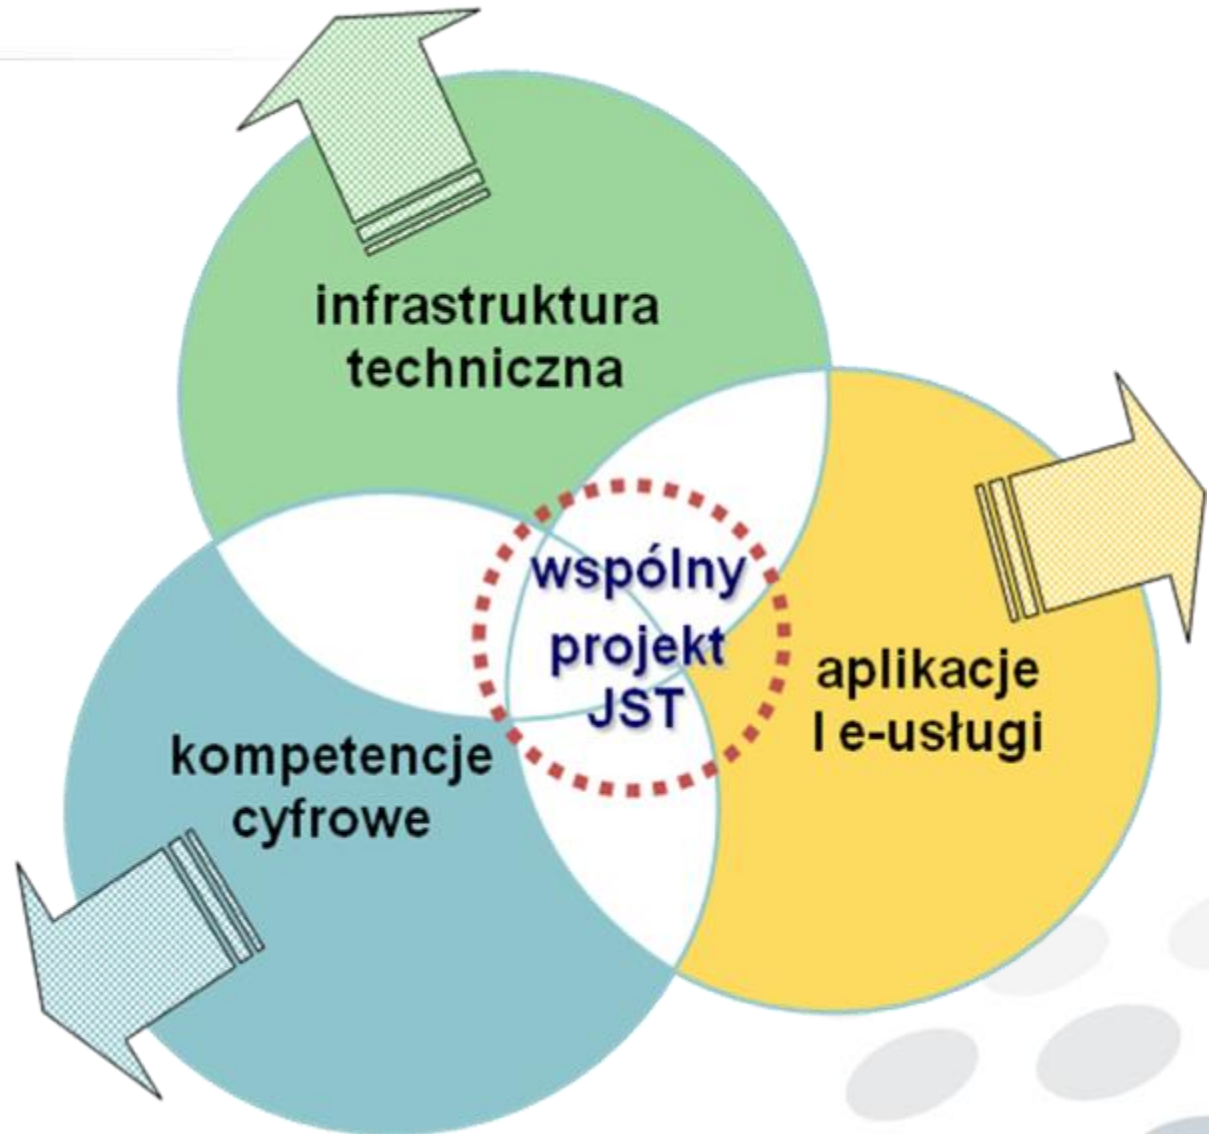 infrastruktura
techniczna
wspólny
projekt
JST
aplikacje
I e-usługi
kompetencje
cyfrowe